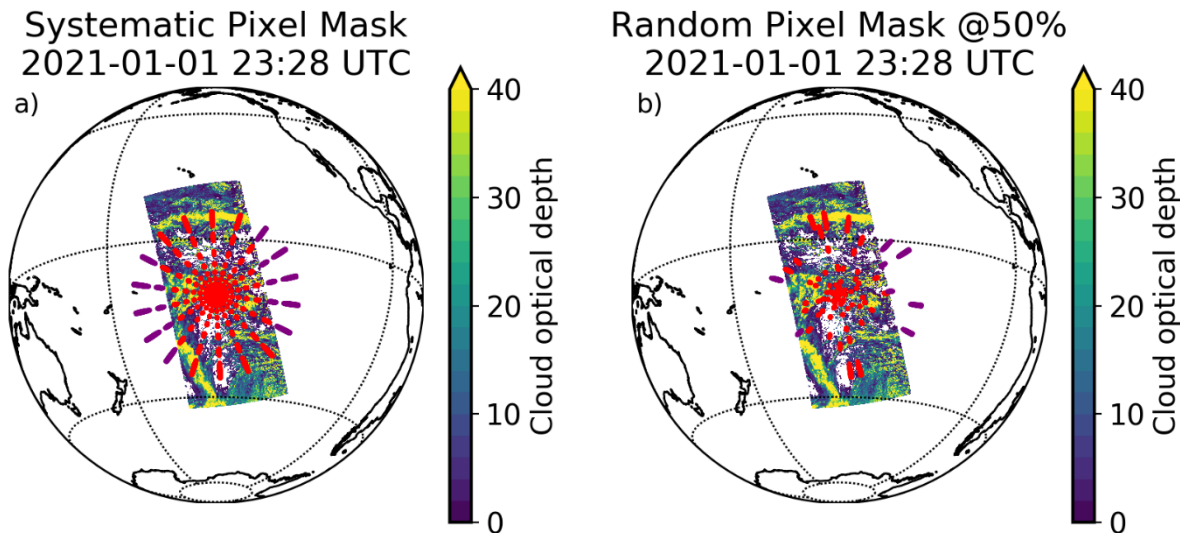 Systematic Pixel Mask
2021-01-01 23:28 UTC
a)
40
30
20
10
0
Cloud optical depth
Random Pixel Mask @50%
2021-01-01 23:28 UTC
b)
40
30
20
10
0
Cloud optical depth